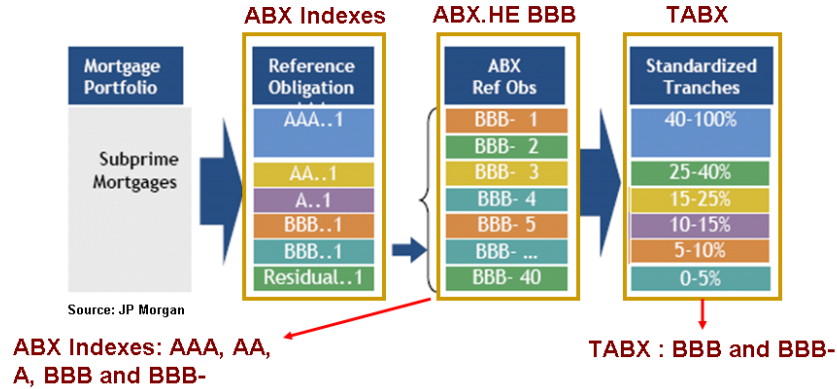 ABX Indexes
ABX.HE BBB
TABX
Mortgage
Portfolio
Subprime
Mortgages
Reference
Obligation
AAA..1
AA..1
A..1
BBB..1
BBB..1
Residual..1
ABX
Ref Obs
BBB- 1
BBB- 2
BBB- 3
BBB- 4
BBB- 5
BBB- ...
BBB- 40
Standardized
Tranches
40-100%
25-40%
15-25%
10-15%
5-10%
0-5%
Source: JP Morgan
ABX Indexes: AAA, AA,
A, BBB and BBB-
TABX : BBB and BBB-